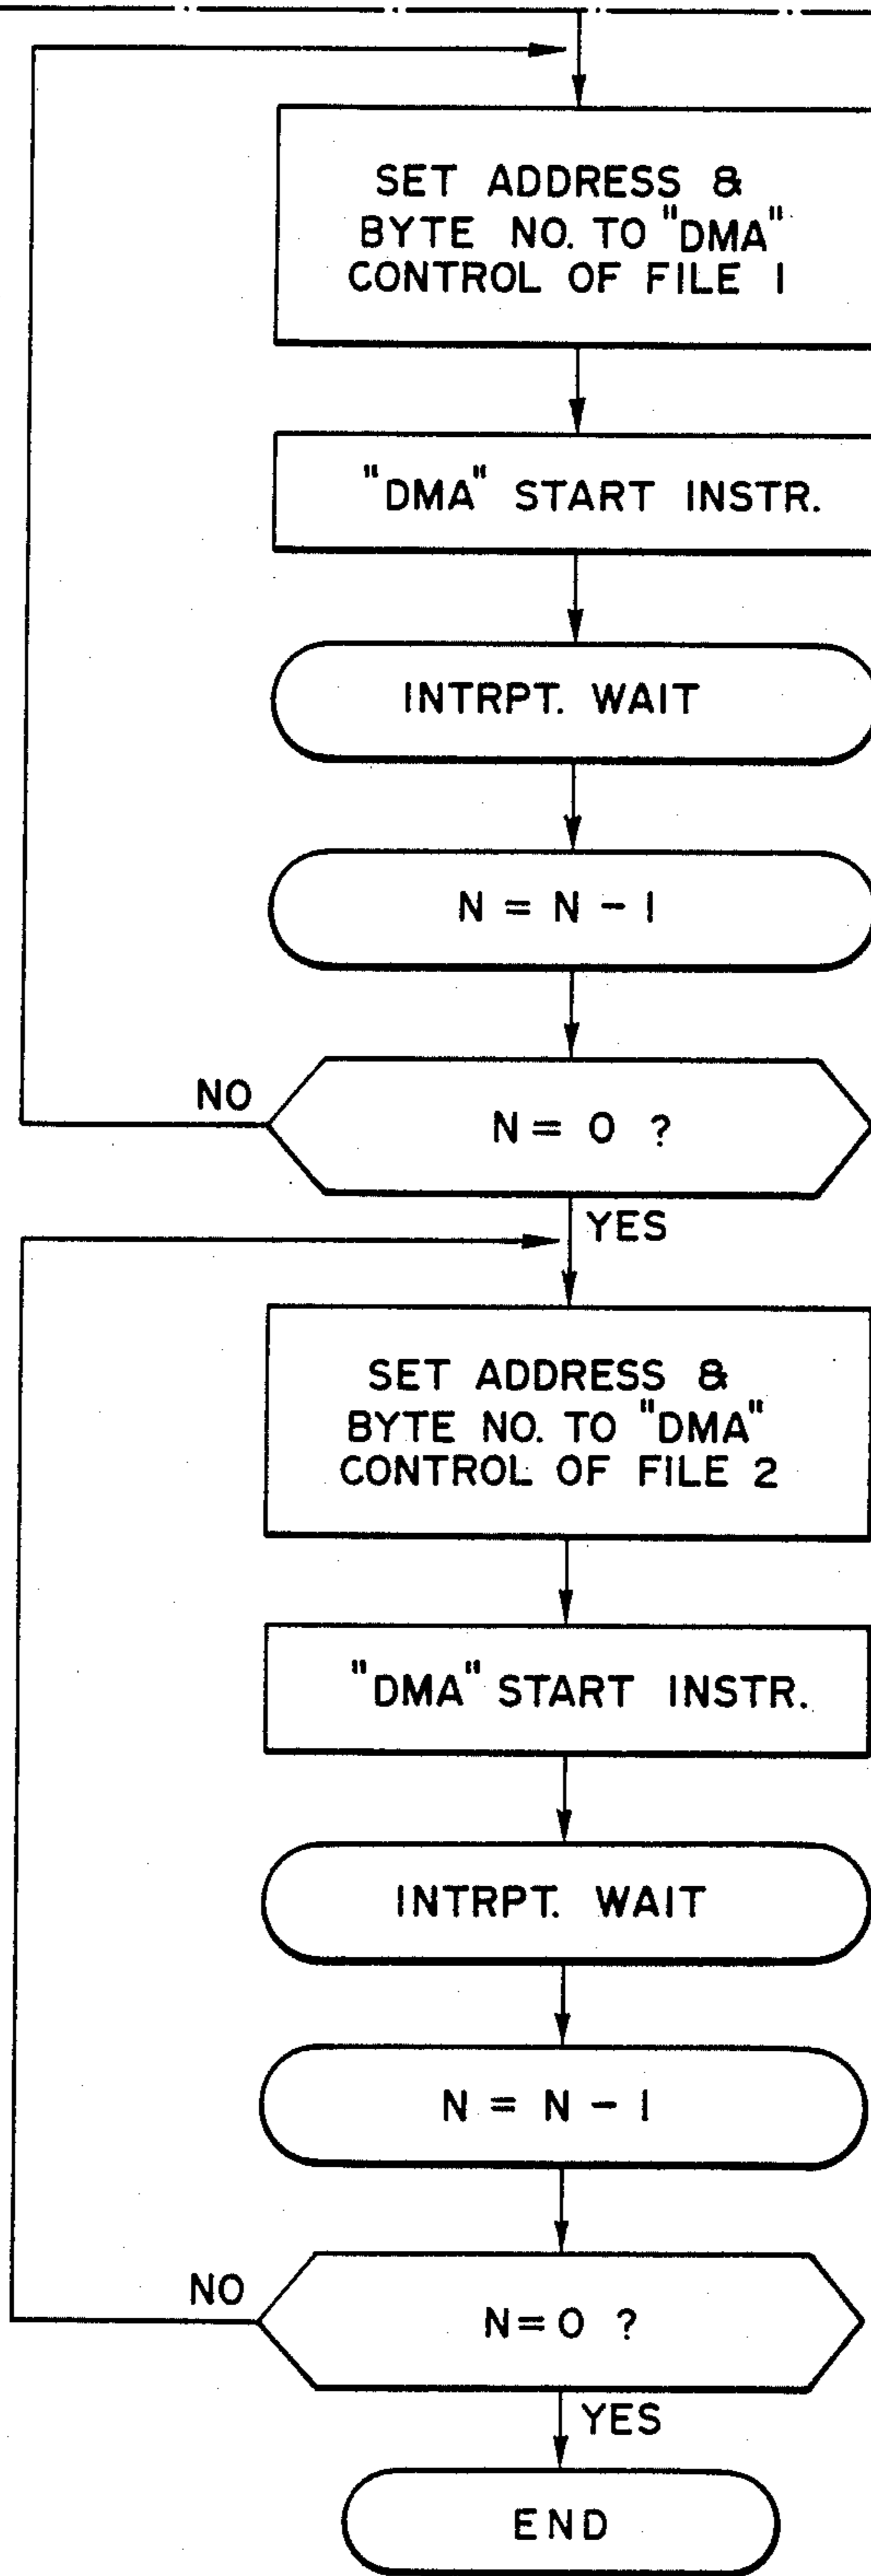 SET ADDRESS &
BYTE NO. TO "DMA"
CONTROL OF FILE 1
"DMA" START INSTR.
INTRPT. WAIT
N = N - 1
NO
N = 0 ?
YES
SET ADDRESS &
BYTE NO. TO "DMA"
CONTROL OF FILE 2
"DMA" START INSTR.
INTRPT. WAIT
N = N - 1
NO
N = 0 ?
YES
END